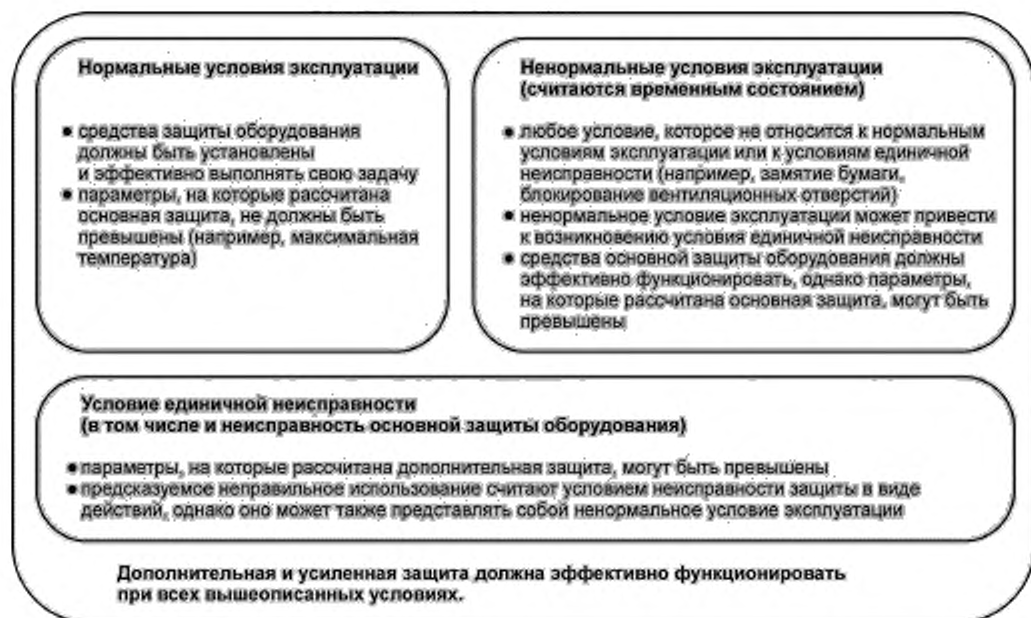 Нормальные условия эксплуатации
• средства защиты оборудования
должны быть установлены
и эффективно выполнять свою задачу
• параметры, на которые рассчитана
основная защита, не должны быть
превышены (например, максимальная
температура)
Ненормальные условия эксплуатации
(считаются временным состоянием)
• любое условие, которое не относится к нормальным
условиям эксплуатации или к условиям единичной
неисправности (например, замятие бумаги,
блокирование вентиляционных отверстий)
• ненормальное условие эксплуатации может привести
к возникновению условия единичной неисправности
• средства основной защиты оборудования должны
эффективно функционировать, однако параметры,
на которые рассчитана основная защита, могут быть
превышены
Условие единичной неисправности
(в том числе и неисправность основной защиты оборудования)
• параметры, на которые рассчитана дополнительная защита, могут быть превышены
• предсказуемое неправильное использование считают условием неисправности защиты в виде
действий, однако оно может также представлять собой ненормальное условие эксплуатации
Дополнительная и усиленная защита должна эффективно функционировать
при всех вышеописанных условиях.